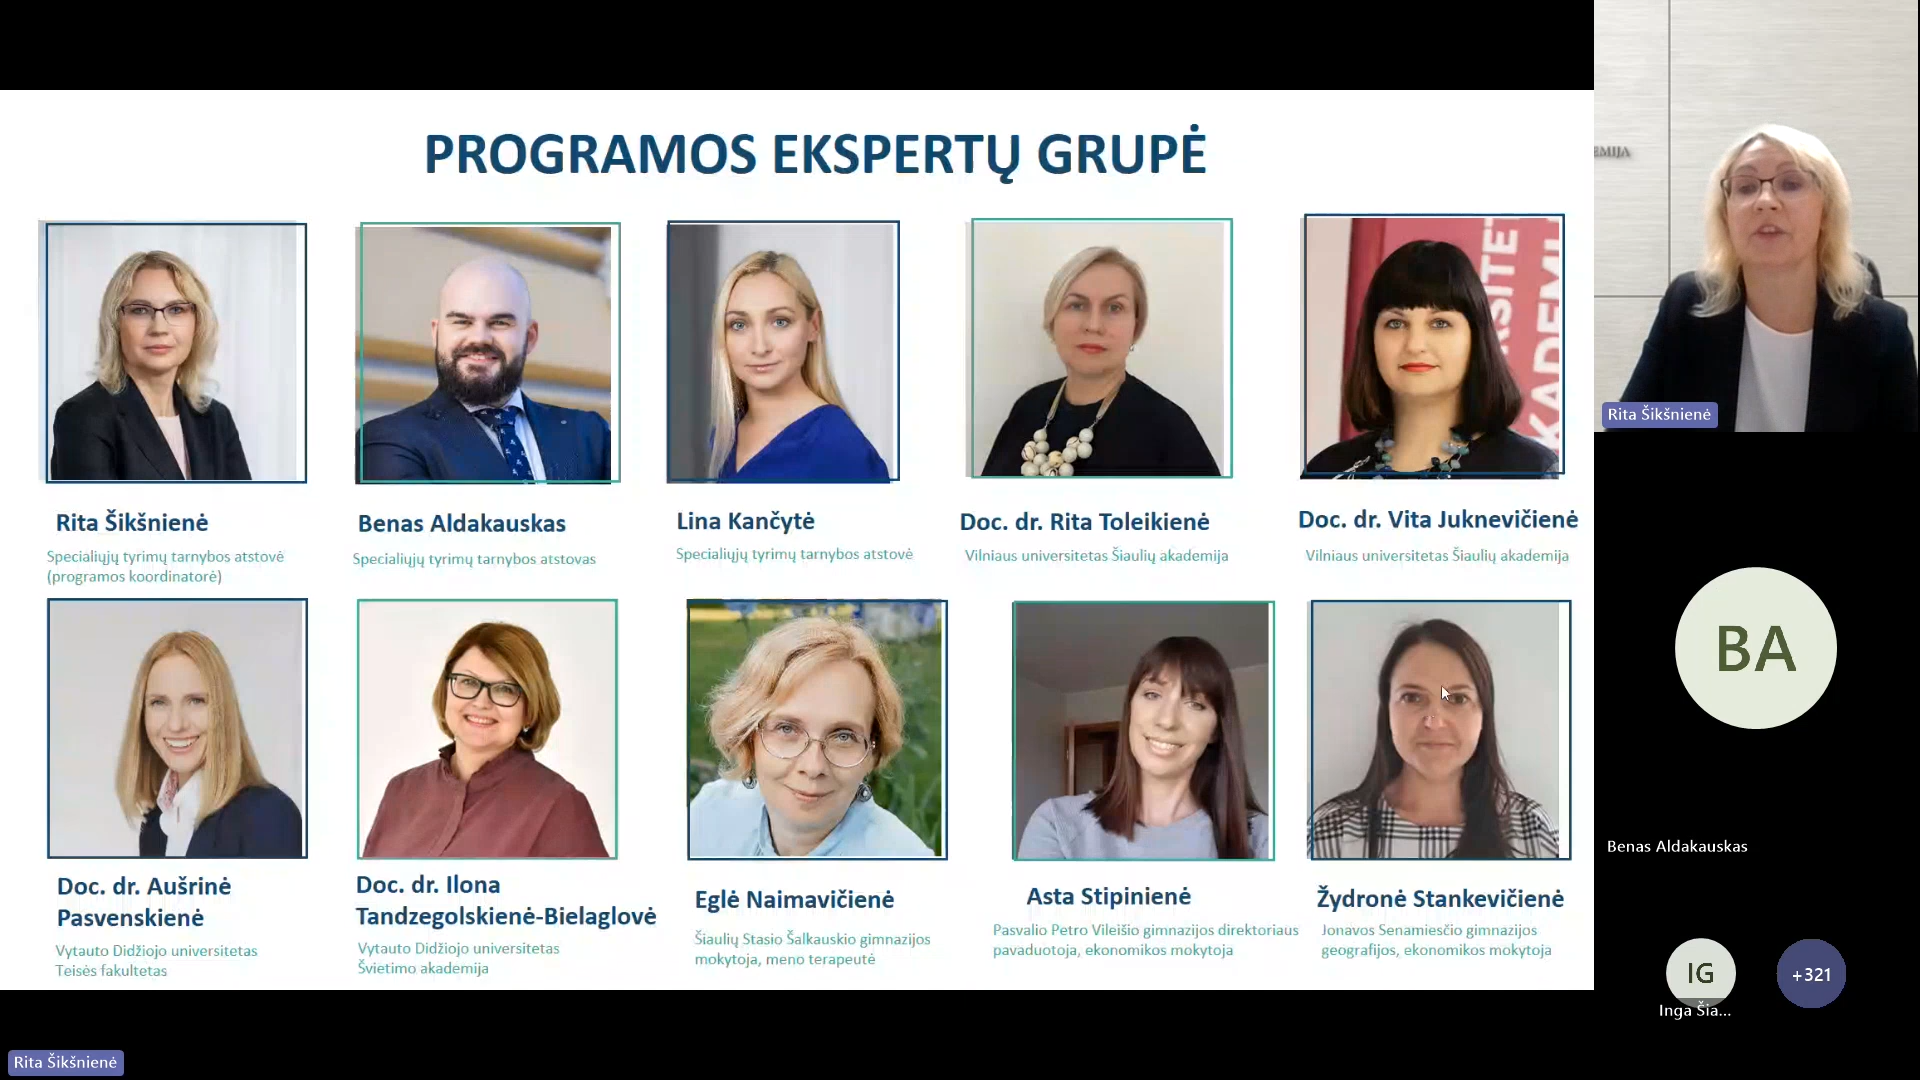 PROGRAMOS EKSPERTŲ GRUPĖ
Rita Šikšnienė
Specialiųjų tyrimų tarnybos atstovė
(programos koordinatorė)
Benas Aldakauskas
Specialiųjų tyrimų tarnybos atstovas
Lina Kančytė
Specialiųjų tyrimų tarnybos atstovė
Doc. dr. Rita Toleikienė
Vilniaus universitetas Šiaulių akademija
Doc. dr. Vita Juknevičienė
Vilniaus universitetas Šiaulių akademija
Doc. dr. Aušrinė
Pasvenskienė
Vytauto Didžiojo universitetas
Teisės fakultetas
Doc. dr. Ilona
Tandzegolskienė-Bielaglovė
Vytauto Didžiojo universitetas
Švietimo akademija
Eglė Naimavičienė
Šiaulių Stasio Šalkauskio gimnazijos
mokytoja, meno terapeutė
Asta Stipinienė
Pasvalio Petro Vileišio gimnazijos direktoriaus
pavaduotoja, ekonomikos mokytoja
Žydronė Stankevičienė
Jonavos Senamiesčio gimnazijos
geografijos, ekonomikos mokytoja
EMIJA
Rita Šikšnienė
BA
Benas Aldakauskas
IG
Inga Šia...
+321
Rita Šikšnienė